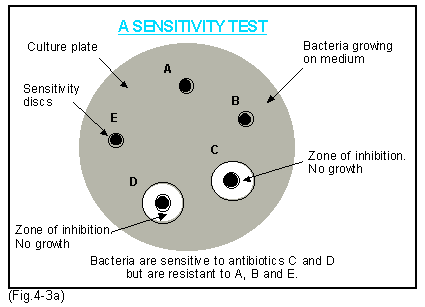 A SENSITIVITY TEST
Culture plate
Bacteria growing
on medium
A
Sensitivity
discs
B
E
C
Zone of inhibition.
No growth
D
Zone of inhibition.
No growth
Bacteria are sensitive to antibiotics C and D
but are resistant to A, B and E.
(Fig.4-3a)